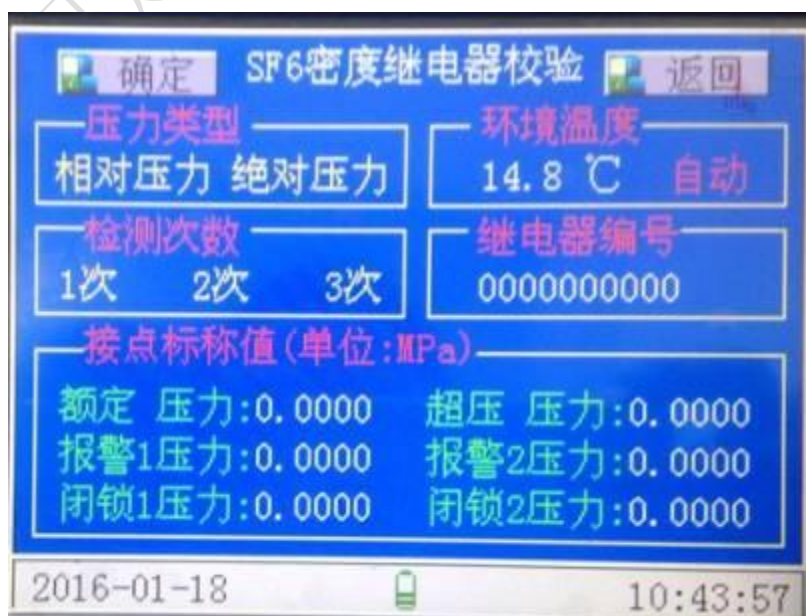 确定 SF6密度继电器校验 返回
压力类型 环境温度
相对压力 绝对压力 14.8 ℃ 自动
检测次数 继电器编号
1次 2次 3次 0000000000
接点标称值(单位:MPa)
额定 压力:0.0000 超压 压力:0.0000
报警1压力:0.0000 报警2压力:0.0000
闭锁1压力:0.0000 闭锁2压力:0.0000
2016-01-18 10:43:57